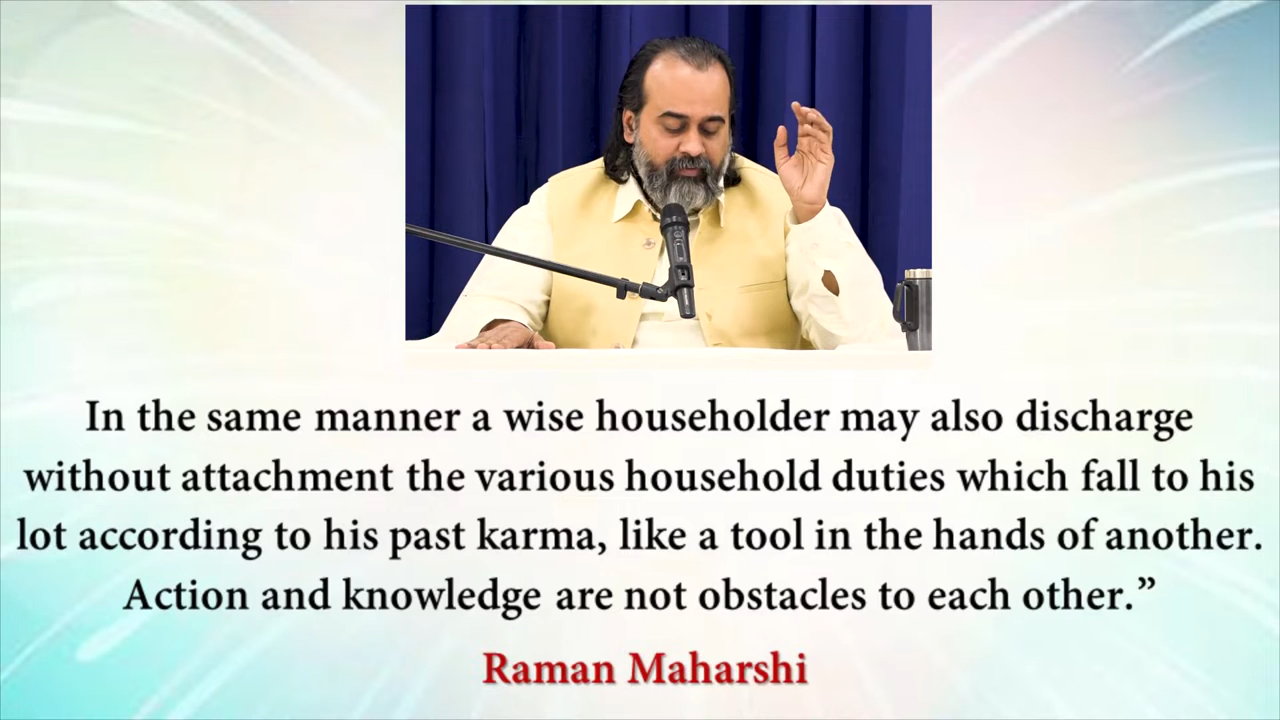 In the same manner a wise householder may also discharge
without attachment the various household duties which fall to his
lot according to his past karma, like a tool in the hands of another.
Action and knowledge are not obstacles to each other.”
Raman Maharshi